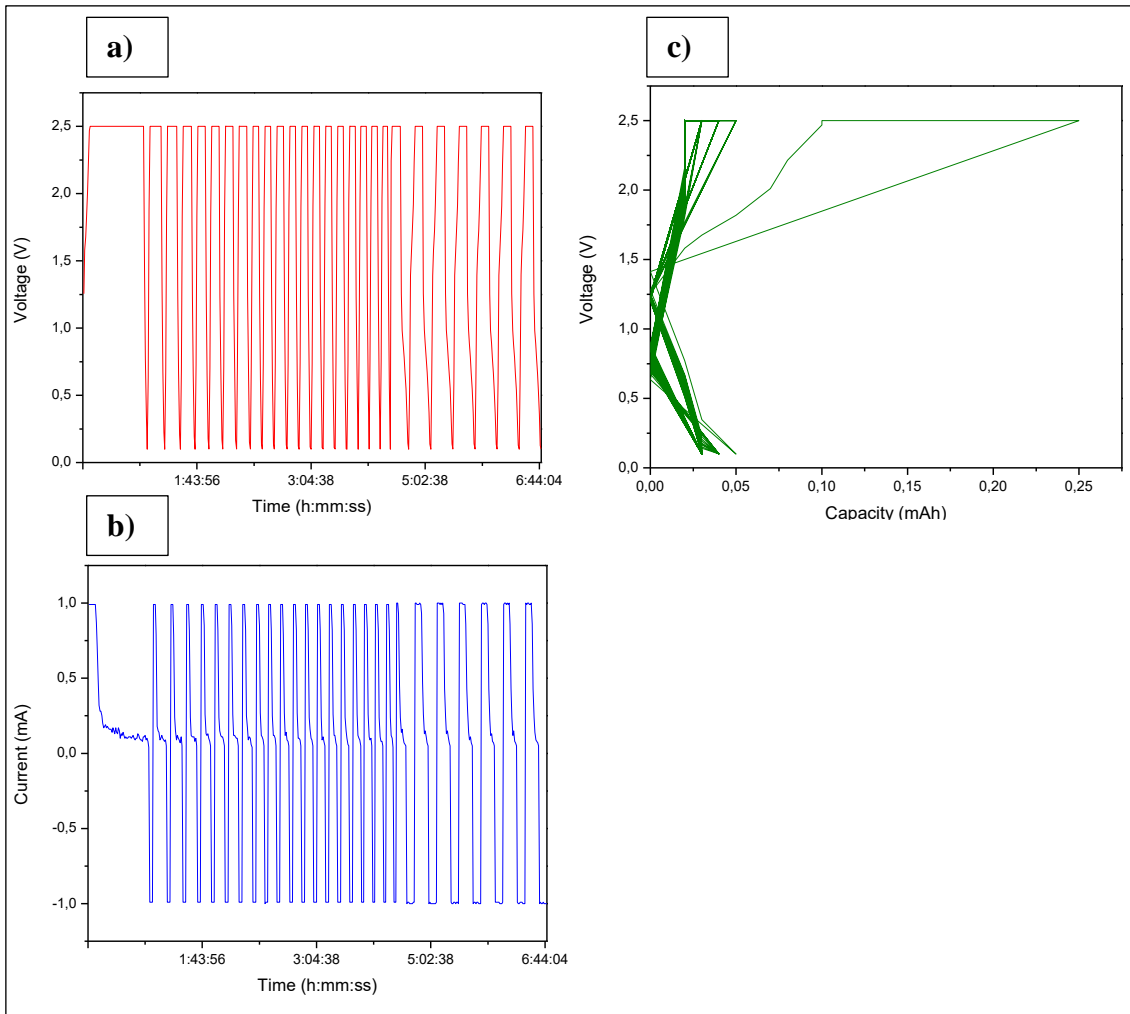 a)
2,5
2,0
1,5
1,0
0,5
0,0
Voltage (V)
1:43:56 3:04:38 5:02:38 6:44:04
Time (h:mm:ss)
b)
1,0
0,5
0,0
-0,5
-1,0
Current (mA)
1:43:56 3:04:38 5:02:38 6:44:04
Time (h:mm:ss)
c)
2,5
2,0
1,5
1,0
0,5
0,0
Voltage (V)
0,00 0,05 0,10 0,15 0,20 0,25
Capacity (mAh)